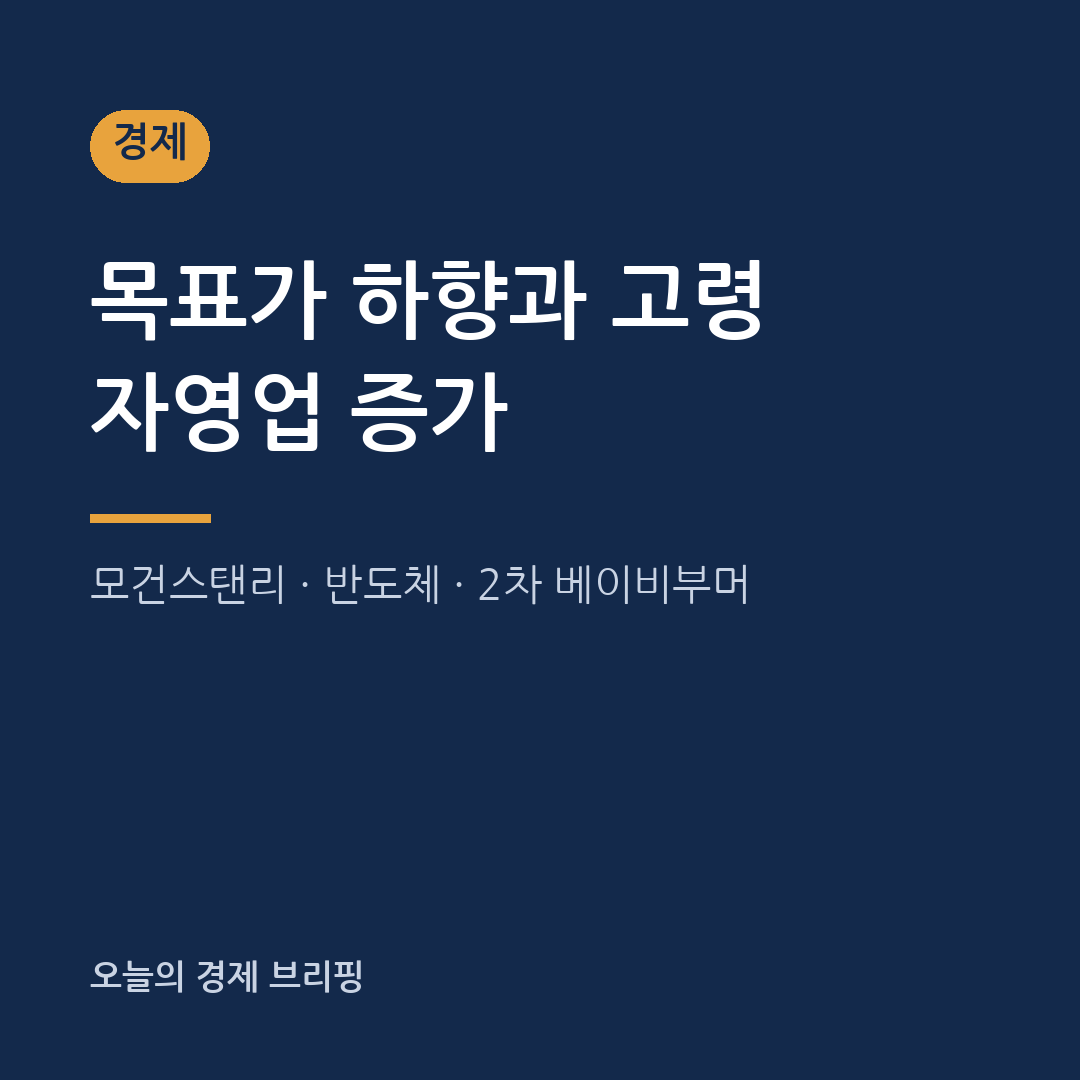 경제
목표가 하향과 고령
자영업 증가
모건스탠리 · 반도체 · 2차 베이비부머
오늘의 경제 브리핑